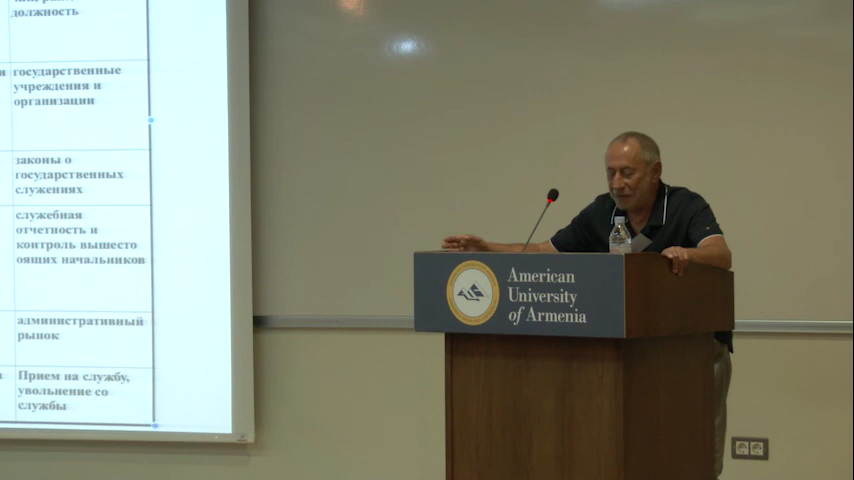 должность
государственные
учреждения и
организации
законы о
государственных
служениях
служебная
отчетность и
контроль вышесто
оящих начальников
административный
рынок
Прием на службу,
увольнение со
службы
American
University
of Armenia